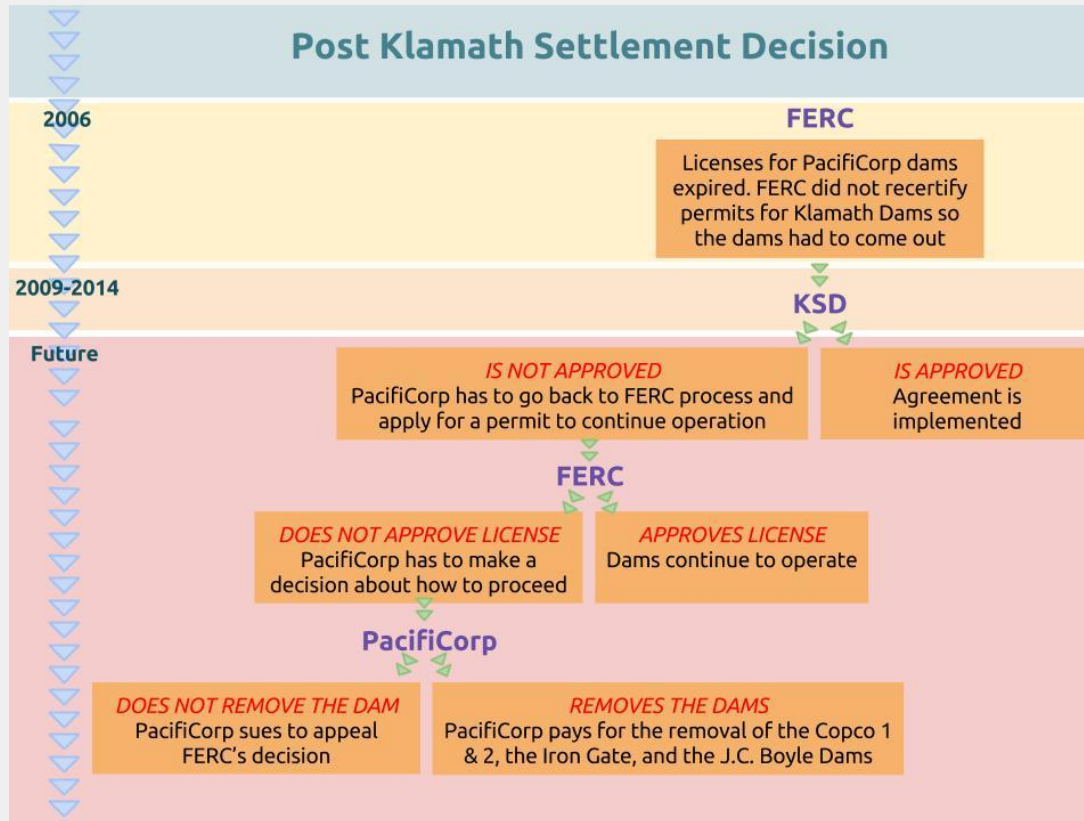 Post Klamath Settlement Decision
2006
FERC
Licenses for PacifiCorp dams
expired. FERC did not recertify
permits for Klamath Dams so
the dams had to come out
2009-2014
KSD
Future
IS NOT APPROVED
PacifiCorp has to go back to FERC process and
apply for a permit to continue operation
IS APPROVED
Agreement is
implemented
FERC
DOES NOT APPROVE LICENSE
PacifiCorp has to make a
decision about how to proceed
APPROVES LICENSE
Dams continue to operate
PacifiCorp
DOES NOT REMOVE THE DAM
PacifiCorp sues to appeal
FERC's decision
REMOVES THE DAMS
PacifiCorp pays for the removal of the Copco 1
& 2, the Iron Gate, and the J.C. Boyle Dams